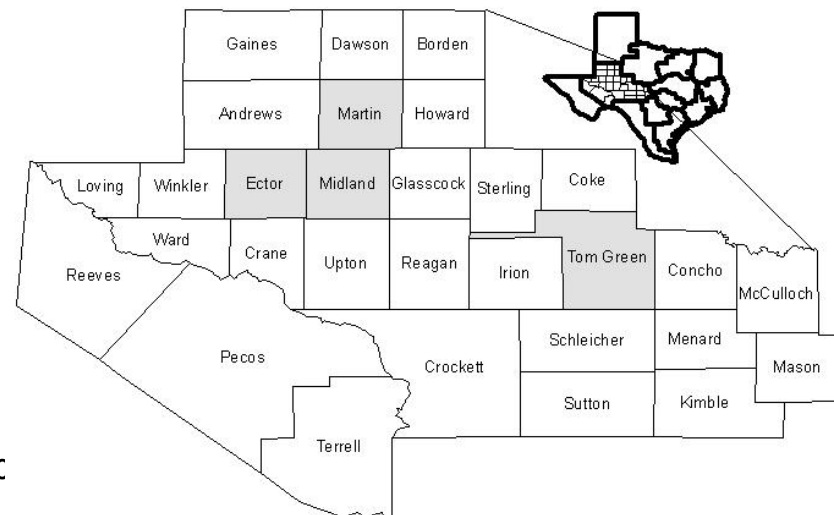 Gaines Dawson Borden
Andrews Martin Howard
Loving Winkler Ector Midland Glasscock Sterling Coke
Reeves Ward Crane Upton Reagan Irion Tom Green Concho McCulloch
Pecos Crockett Schleicher Menard Mason
Terrell Sutton Kimble